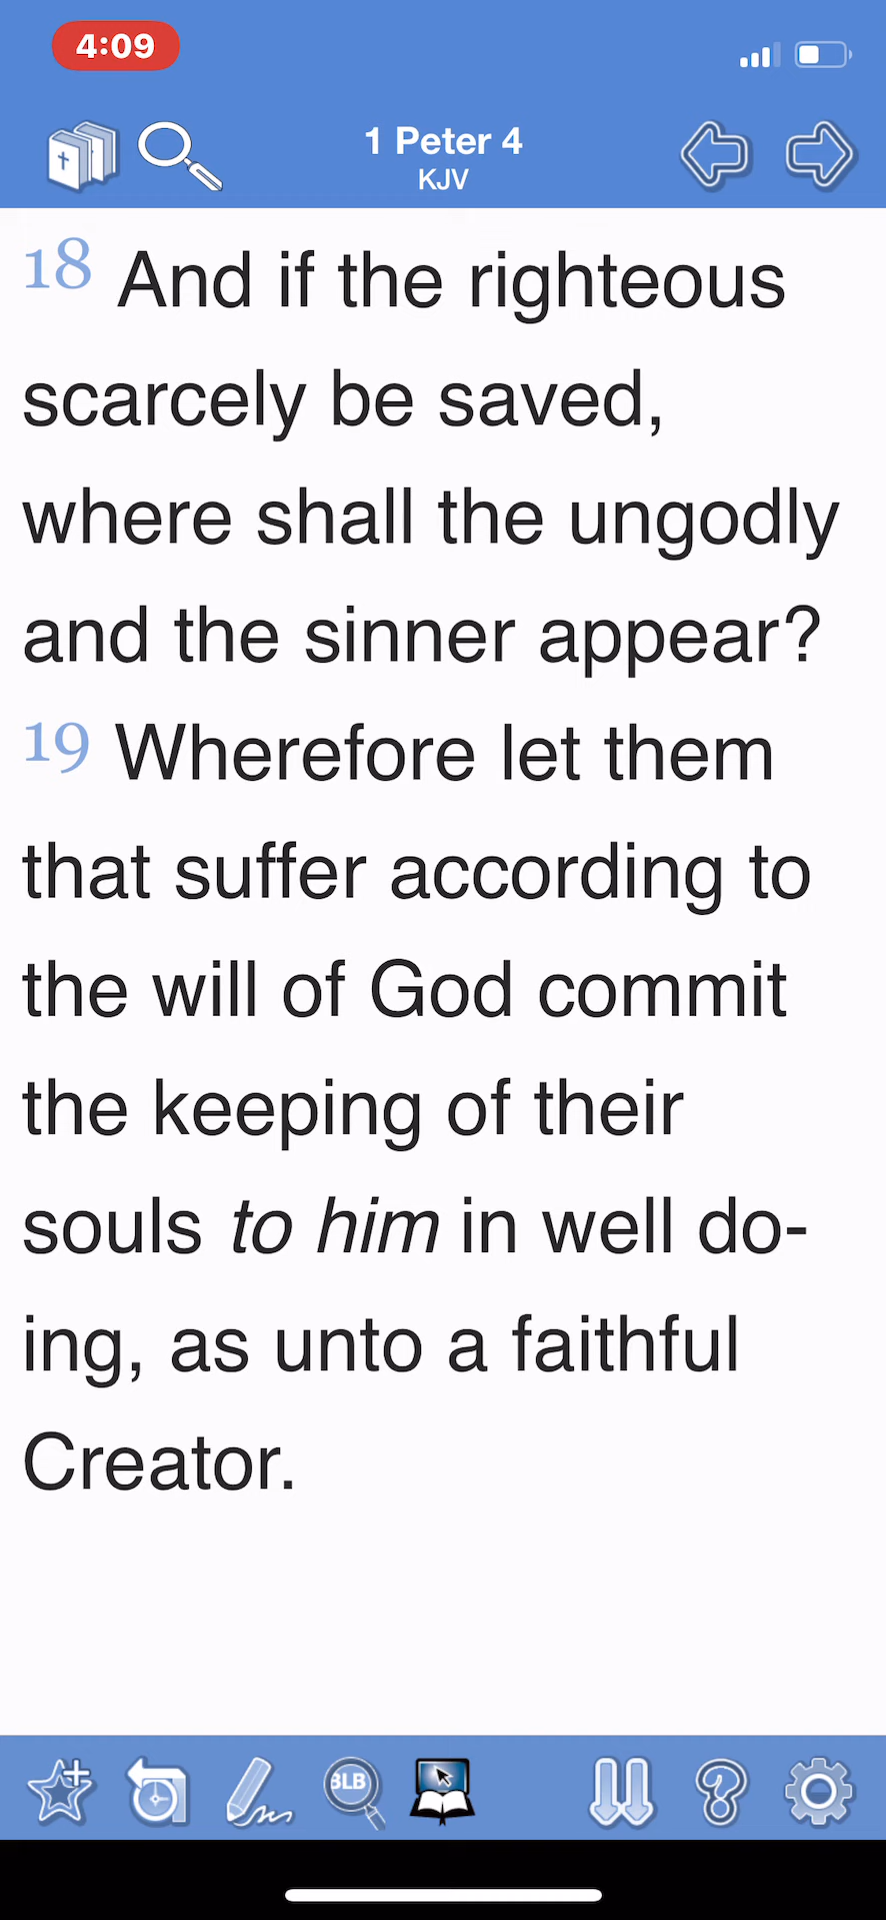 4:09
1 Peter 4
KJV
18 And if the righteous
scarcely be saved,
where shall the ungodly
and the sinner appear?
19 Wherefore let them
that suffer according to
the will of God commit
the keeping of their
souls to him in well do-
ing, as unto a faithful
Creator.
BLB